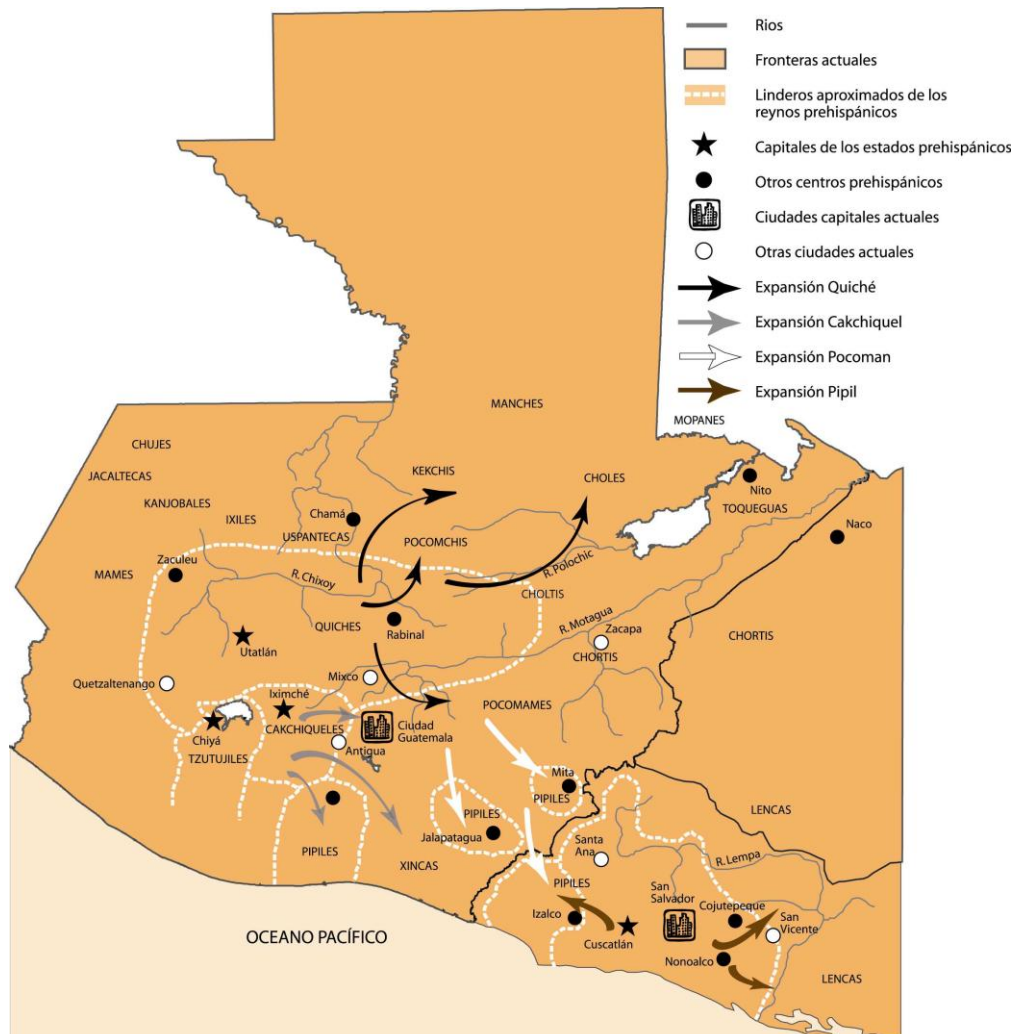 Rios
Fronteras actuales
Linderos aproximados de los
reynos prehispánicos
Capitales de los estados prehispánicos
Otros centros prehispánicos
Ciudades capitales actuales
Otras ciudades actuales
Expansión Quiché
Expansión Cakchiquel
Expansión Pocoman
Expansión Pipil
MANCHES
MOPANES
CHUJES
JACALTECAS
KEKCHIS
CHOLES
KANJOBALES
Nito
TOQUEGUAS
IXILES
Chamá
USPANTECAS
Naco
POCOMCHIS
Zaculeu
MAMES
R. Chixoy
R. Polochic
CHOLTIS
QUICHES
Rabinal
R. Motagua
Zacapa
CHORTIS
CHORTIS
Utatlán
Quetzaltenango
Mixco
Iximché
POCOMAMES
Chiyá
CAKCHIQUELES
Ciudad
Guatemala
TZUTUJILES
Antigua
Mita
PIPILES
PIPILES
Jalapatagua
LENCAS
PIPILES
XINCAS
Santa
Ana
R. Lempa
PIPILES
San
Salvador
Cojutepeque
Izalco
San
Vicente
OCEANO PACÍFICO
Cuscatlán
Nonoalco
LENCAS